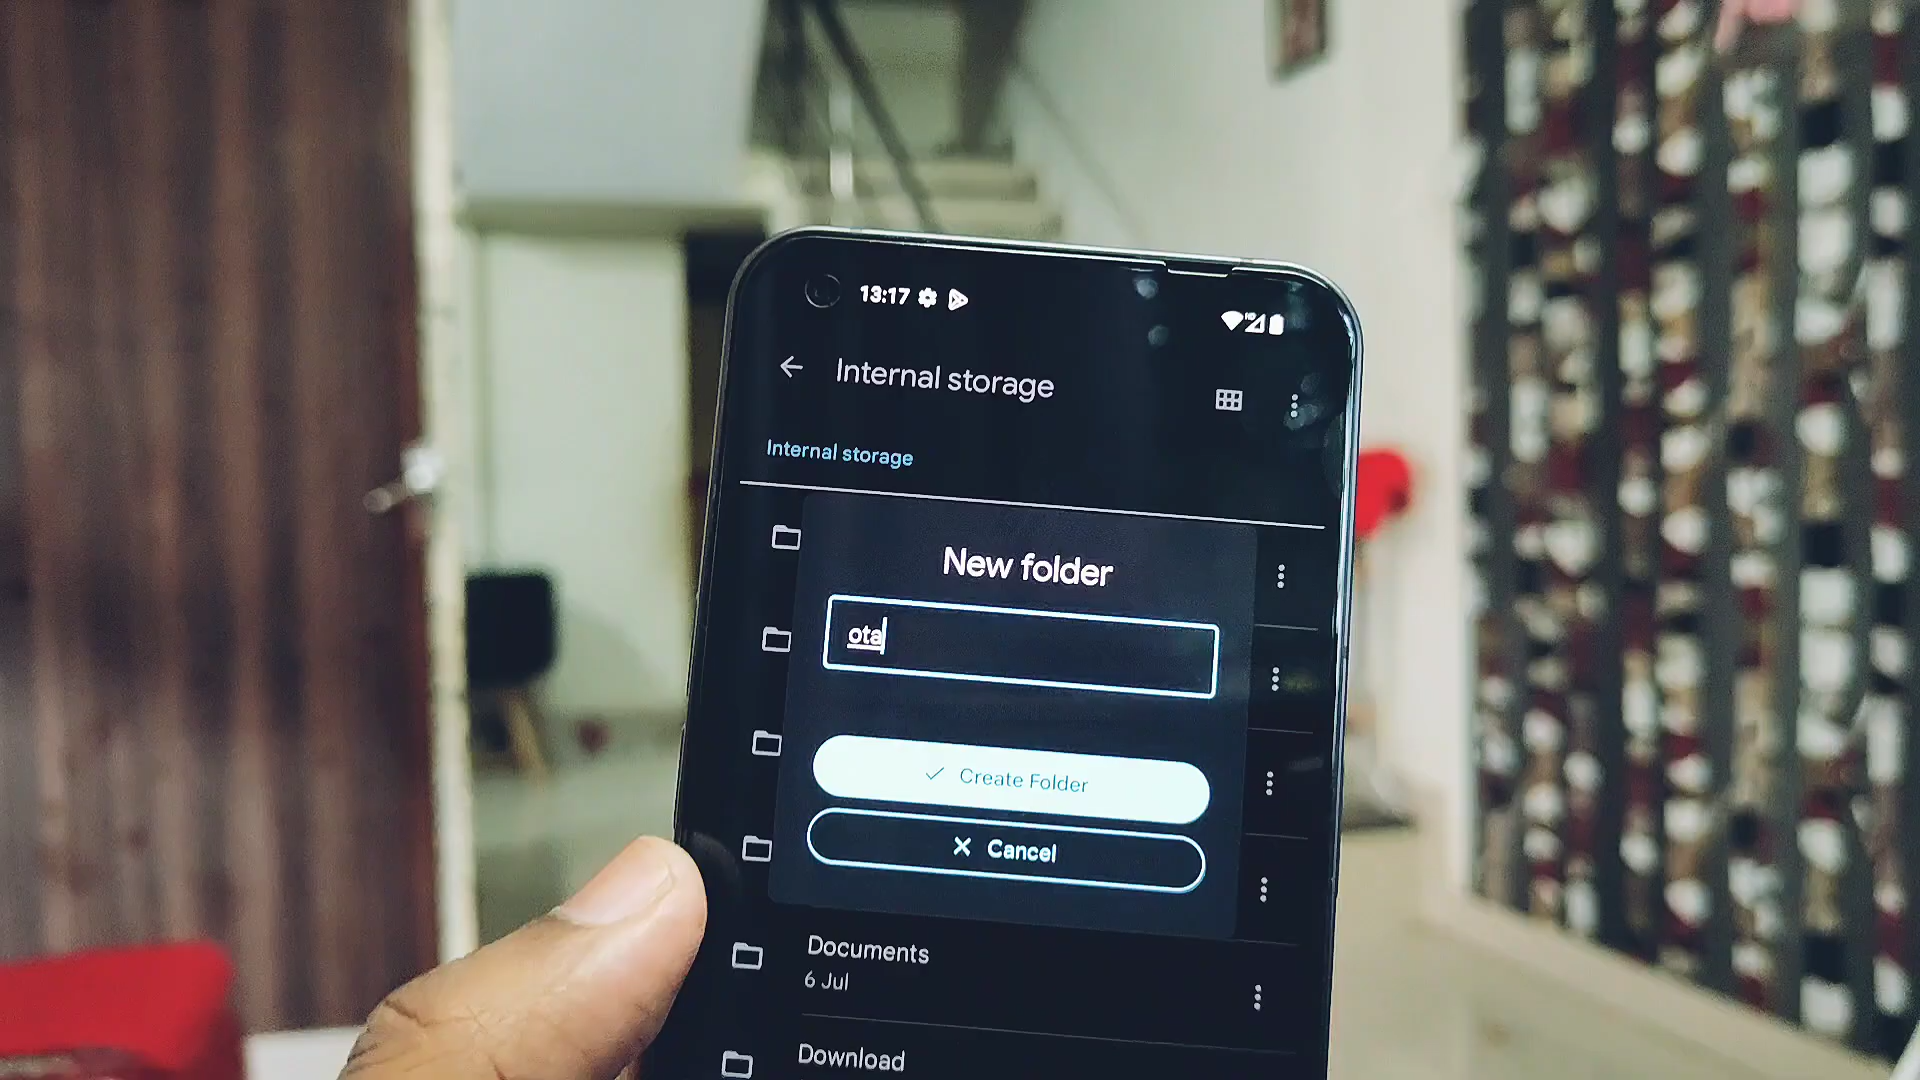 13:17
Internal storage
Internal storage
New folder
ota
Create Folder
Cancel
Documents
6 Jul
Download